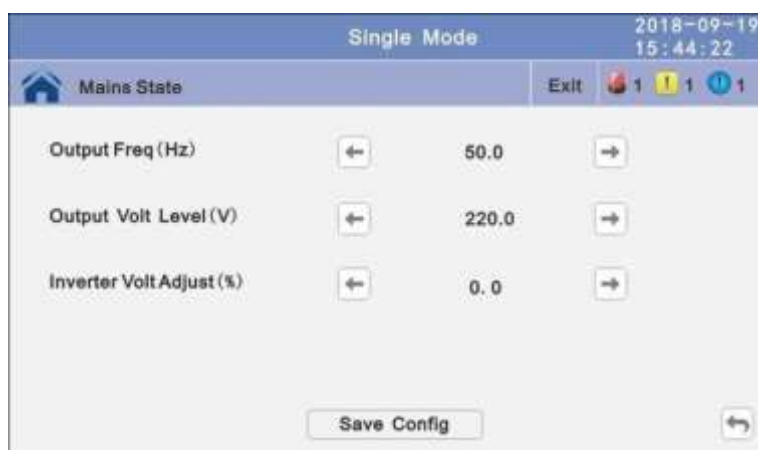 Single Mode
2018-09-19
15:44:22
Mains State
Exit
1
1
1
Output Freq(Hz)
50.0
Output Volt Level(V)
220.0
Inverter Volt Adjust(%)
0.0
Save Config